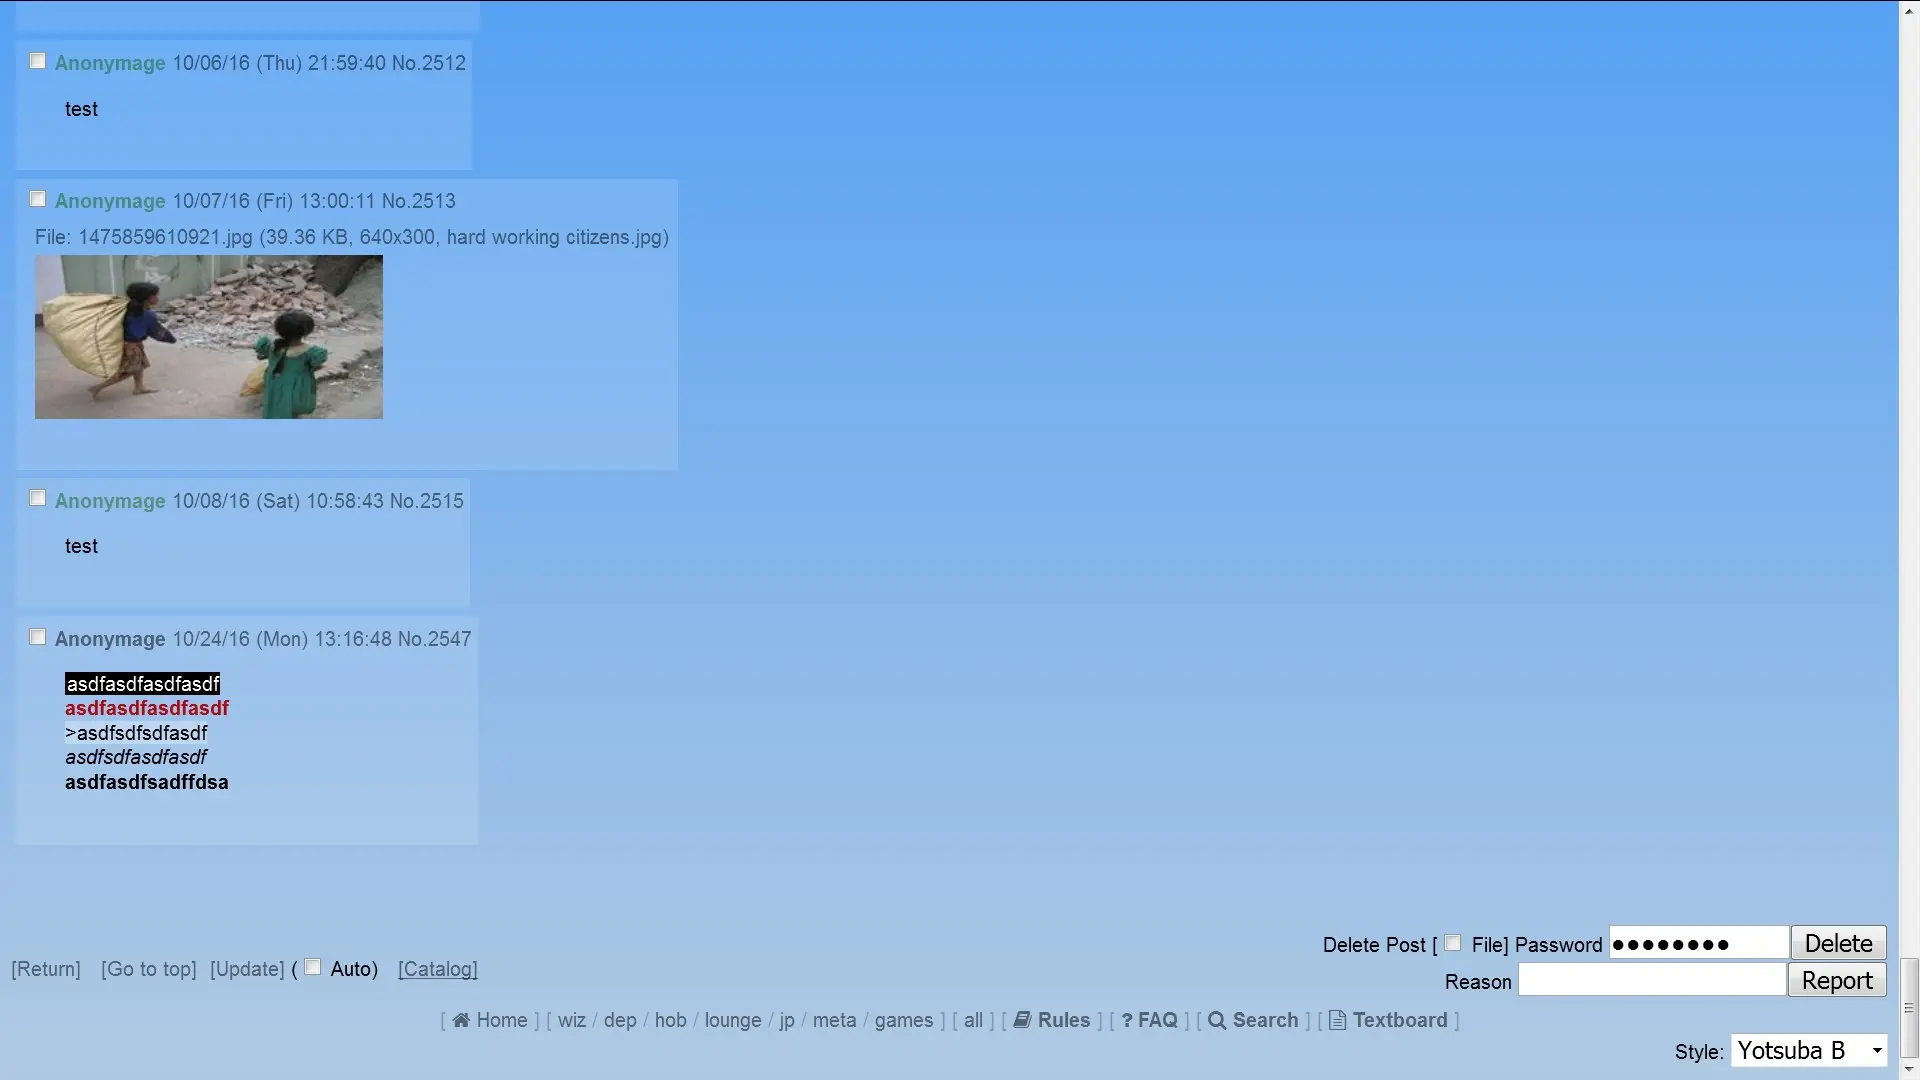 Anonymage 10/06/16 (Thu) 21:59:40 No.2512
test
Anonymage 10/07/16 (Fri) 13:00:11 No.2513
File: 1475859610921.jpg (39.36 KB, 640x300, hard working citizens.jpg)
Anonymage 10/08/16 (Sat) 10:58:43 No.2515
test
Anonymage 10/24/16 (Mon) 13:16:48 No.2547
asdfasdfasdfasdf
asdfasdfasdfasdf
>asdfsdfsdfasdf
asdfsdfasdfasdf
asdfasdfsadffdsa
Delete Post [ File] Password ●●●●●●●● Delete
[Return] [Go to top] [Update] ( Auto) [Catalog]
Reason Report
[ Home ] [ wiz / dep / hob / lounge / jp / meta / games ] [ all ] [ Rules ] [ ? FAQ ] [ Search ] [ Textboard ]
Style: Yotsuba B